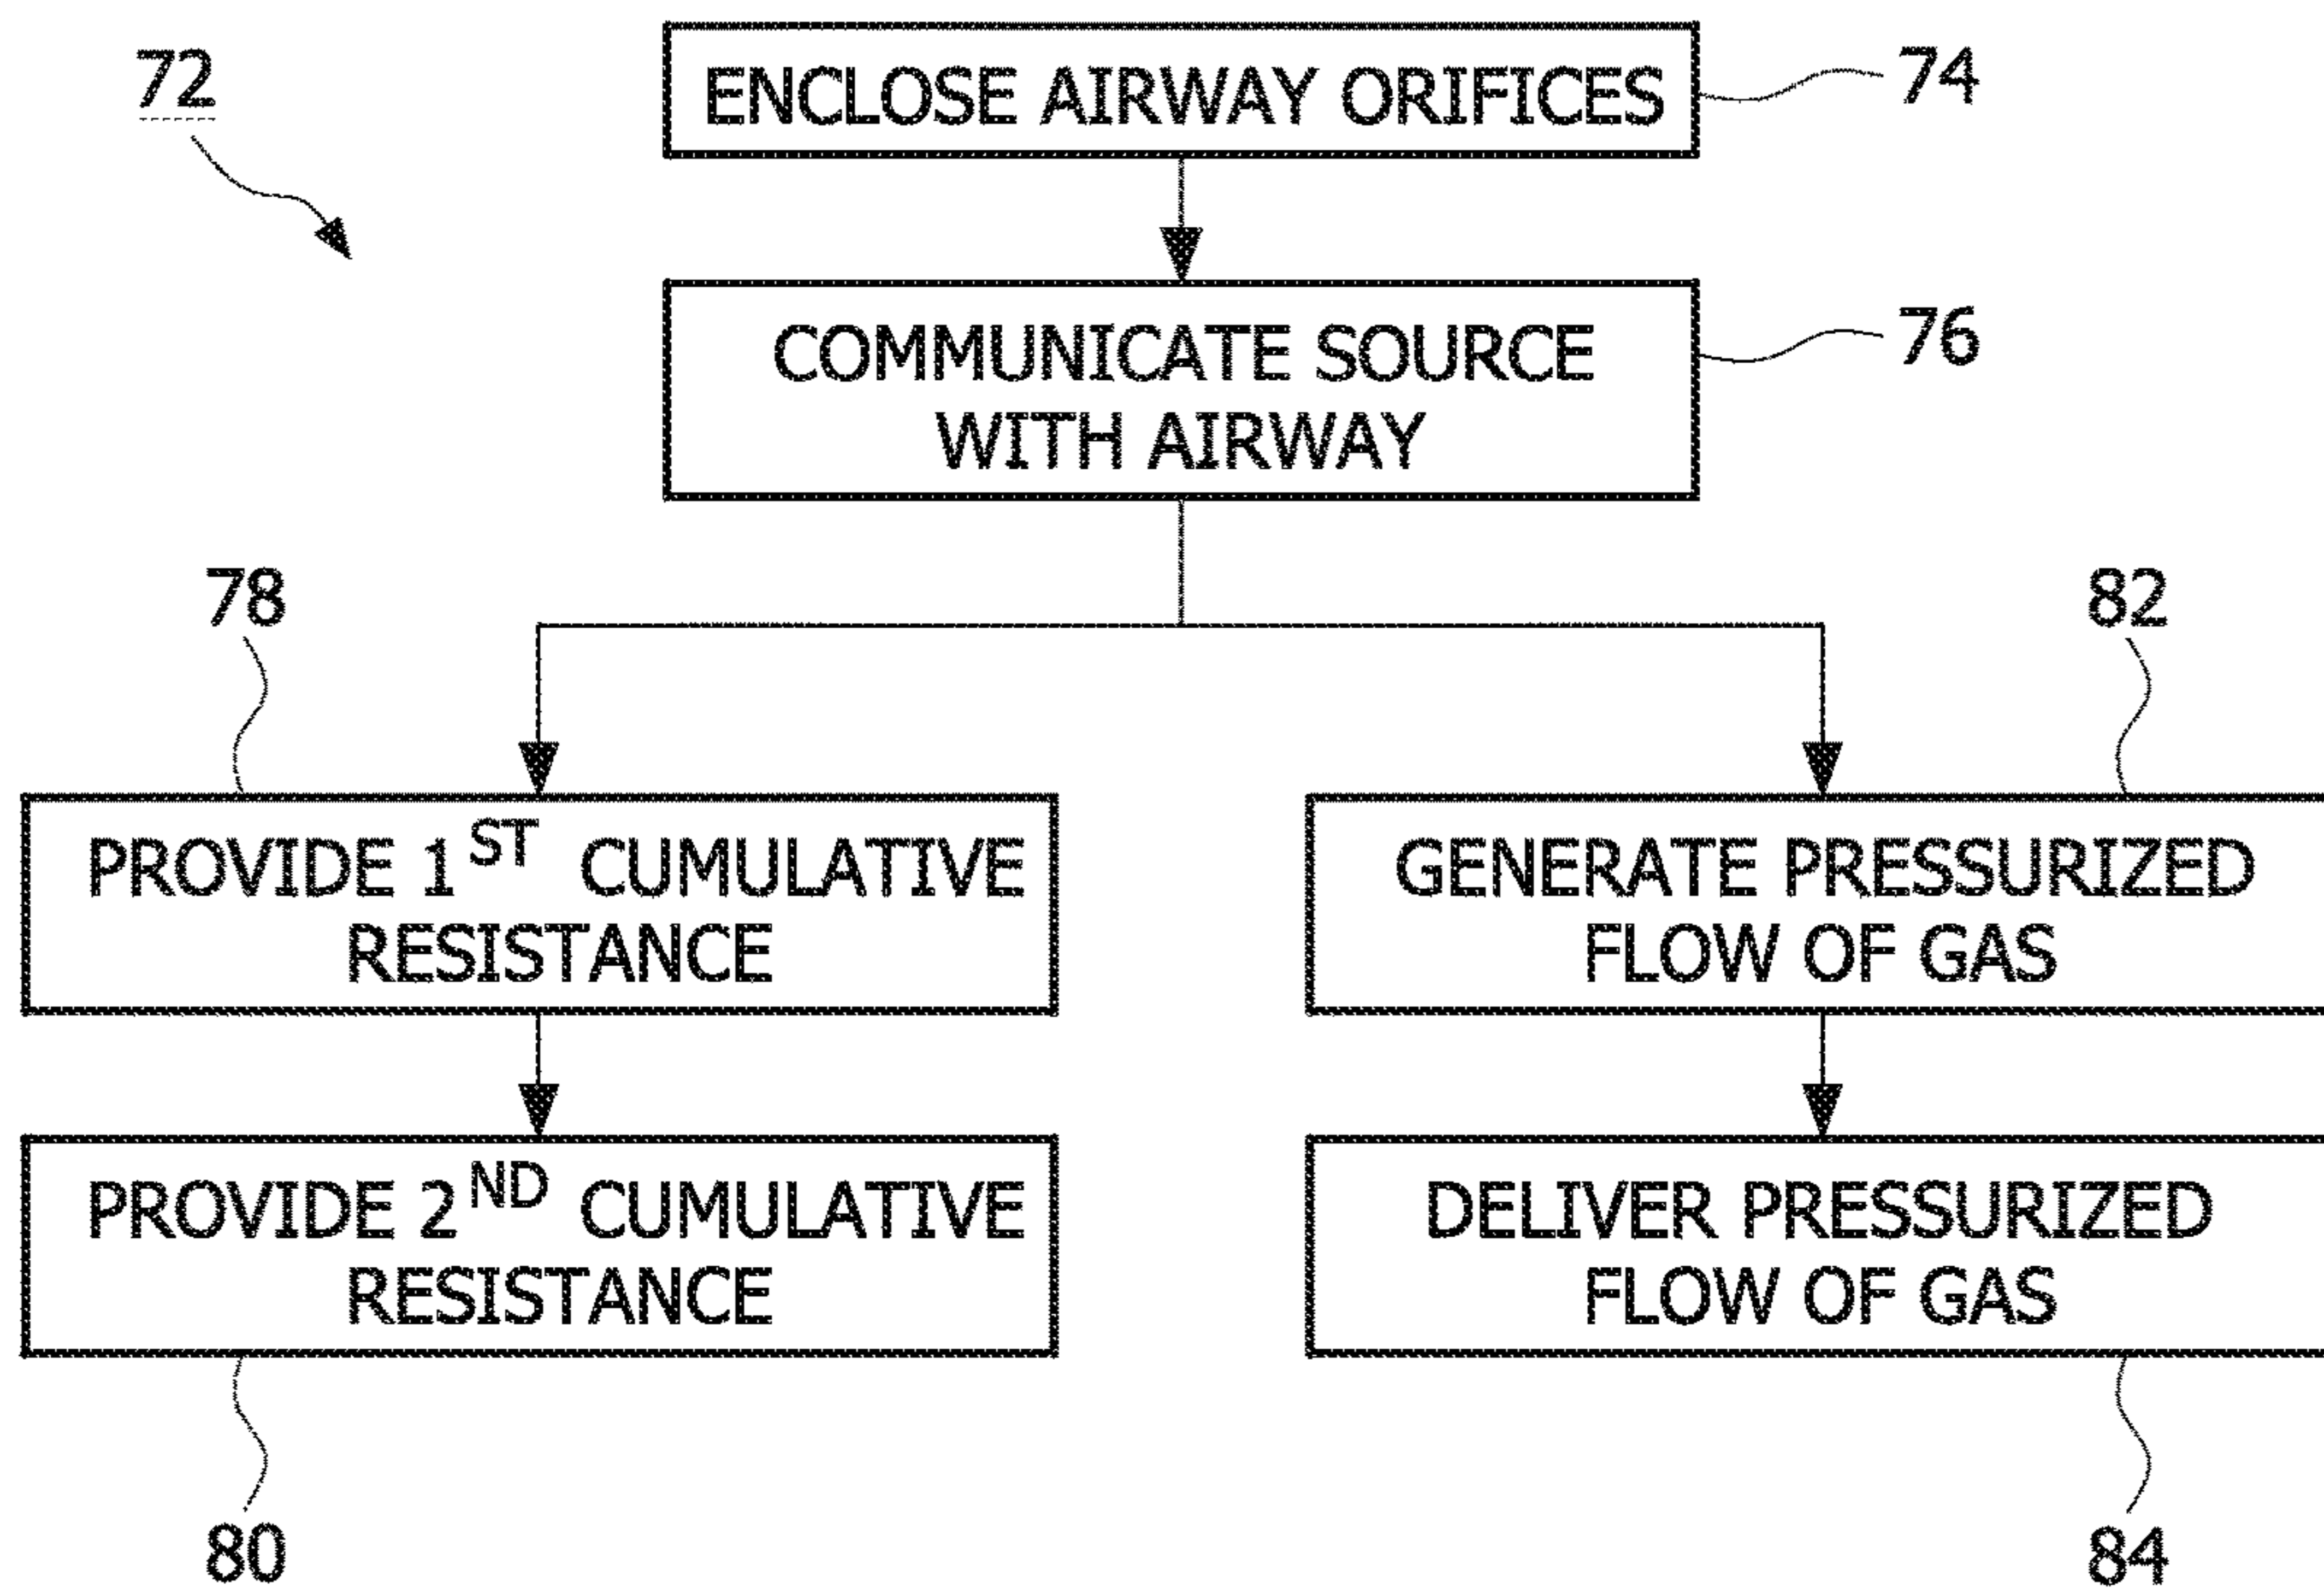 72
ENCLOSE AIRWAY ORIFICES
74
COMMUNICATE SOURCE
WITH AIRWAY
76
78
82
PROVIDE 1ST CUMULATIVE
RESISTANCE
GENERATE PRESSURIZED
FLOW OF GAS
PROVIDE 2ND CUMULATIVE
RESISTANCE
DELIVER PRESSURIZED
FLOW OF GAS
80
84